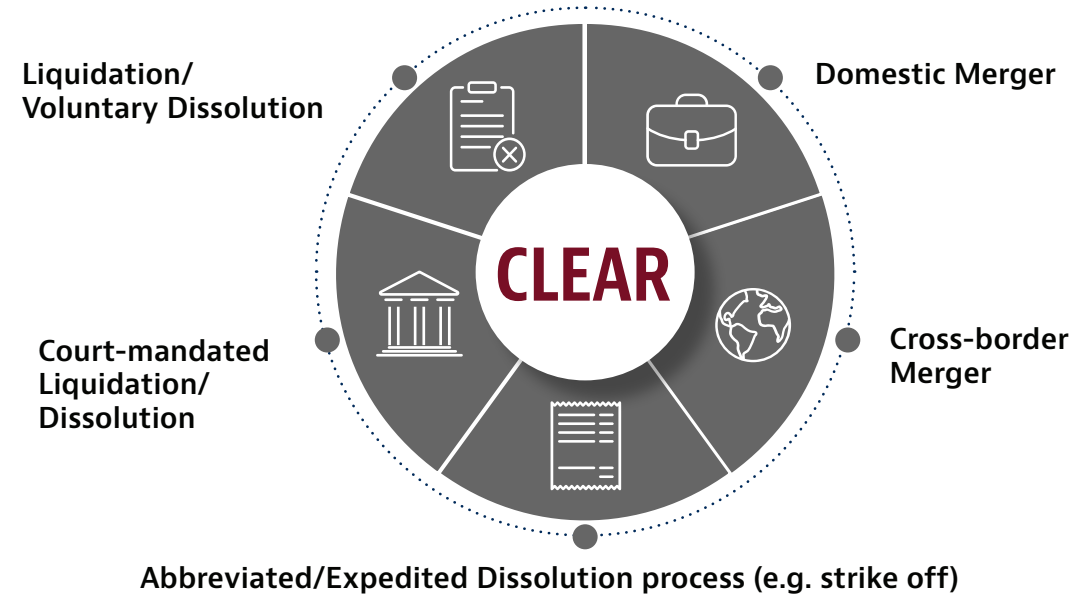 Liquidation/
Voluntary Dissolution
Domestic Merger
CLEAR
Court-mandated
Liquidation/
Dissolution
Cross-border
Merger
Abbreviated/Expedited Dissolution process (e.g. strike off)